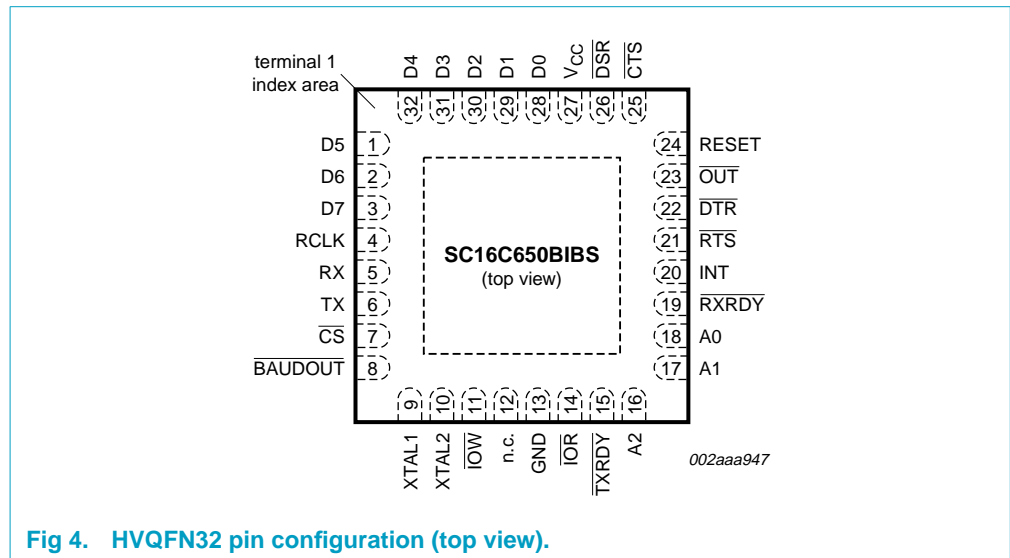 terminal 1
index area
D4
D3
D2
D1
D0
VCC
DSR
CTS
32
31
30
29
28
27
26
25
D5 1
D6 2
D7 3
RCLK 4
RX 5
TX 6
CS 7
BAUDOUT 8
SC16C650BIBS
(top view)
24 RESET
23 OUT
22 DTR
21 RTS
20 INT
19 RXRDY
18 A0
17 A1
9
10
11
12
13
14
15
16
XTAL1
XTAL2
IOW
n.c.
GND
IOR
TXRDY
A2
002aaa947
Fig 4. HVQFN32 pin configuration (top view).